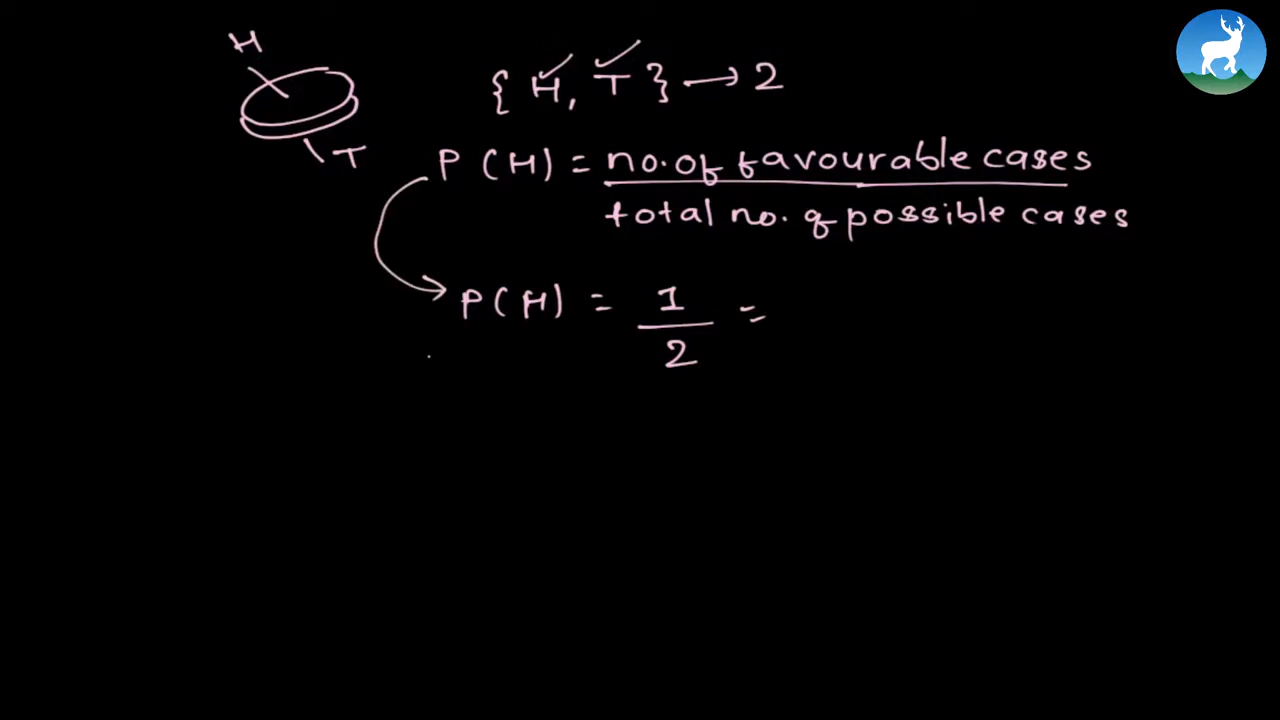 H
{ H, T } → 2
T
P (H) = no. of favourable cases
total no. of possible cases
P(H) = 1
2
=